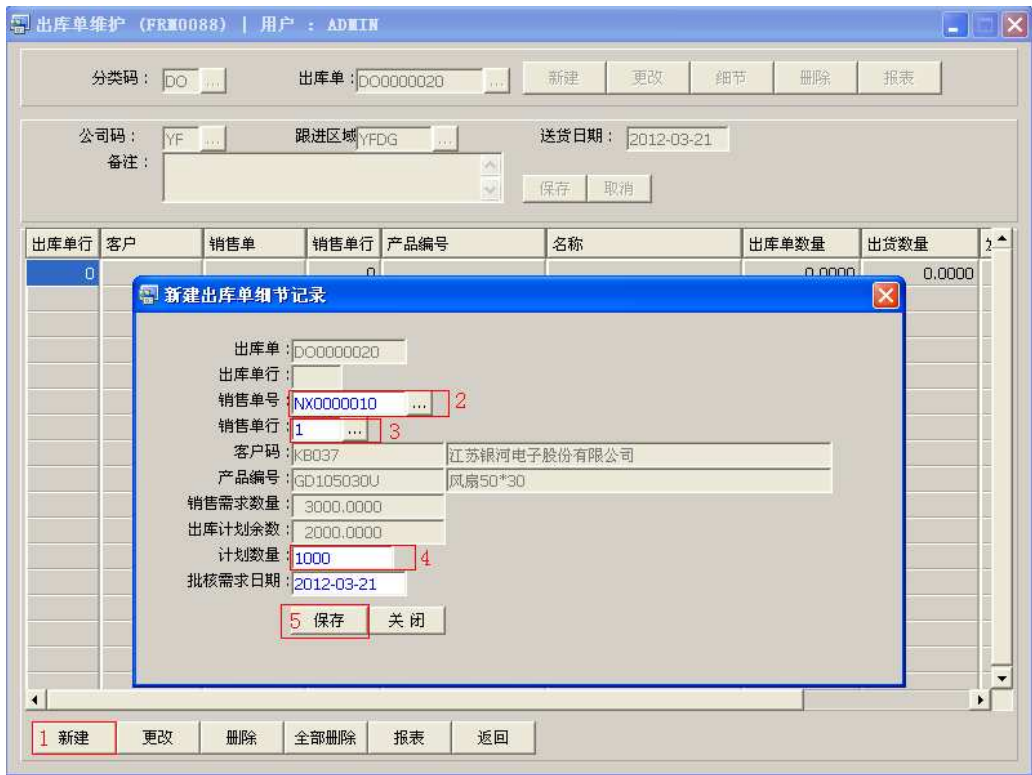 出库单维护 (FRM0088) | 用户 : ADMIN
分类码: DO ... 出库单: DO0000020 ... 新建 更改 细节 删除 报表
公司码: YF ... 跟进区域 YFDG ... 送货日期: 2012-03-21
备注:
保存 取消
出库单行 客户 销售单 销售单行 产品编号 名称 出库单数量 出货数量
0 0 0.0000 0.0000
新建出库单细节记录
出库单: DO0000020
出库单行:
销售单号: NX0000010 ... 2
销售单行: 1 ... 3
客户码: KB037 江苏银河电子股份有限公司
产品编号: GD105030U 风扇50*30
销售需求数量: 3000.0000
出库计划余数: 2000.0000
计划数量: 1000 4
批核需求日期: 2012-03-21
5 保存 关闭
1 新建 更改 删除 全部删除 报表 返回